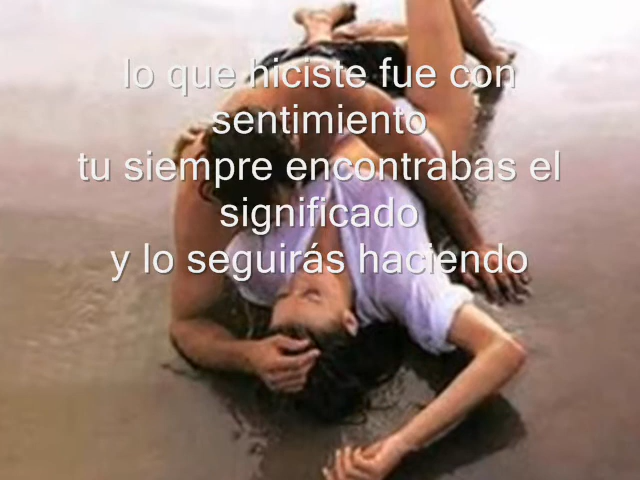 lo que hiciste fue con
sentimiento
tu siempre encontrabas el
significado
y lo seguirás haciendo